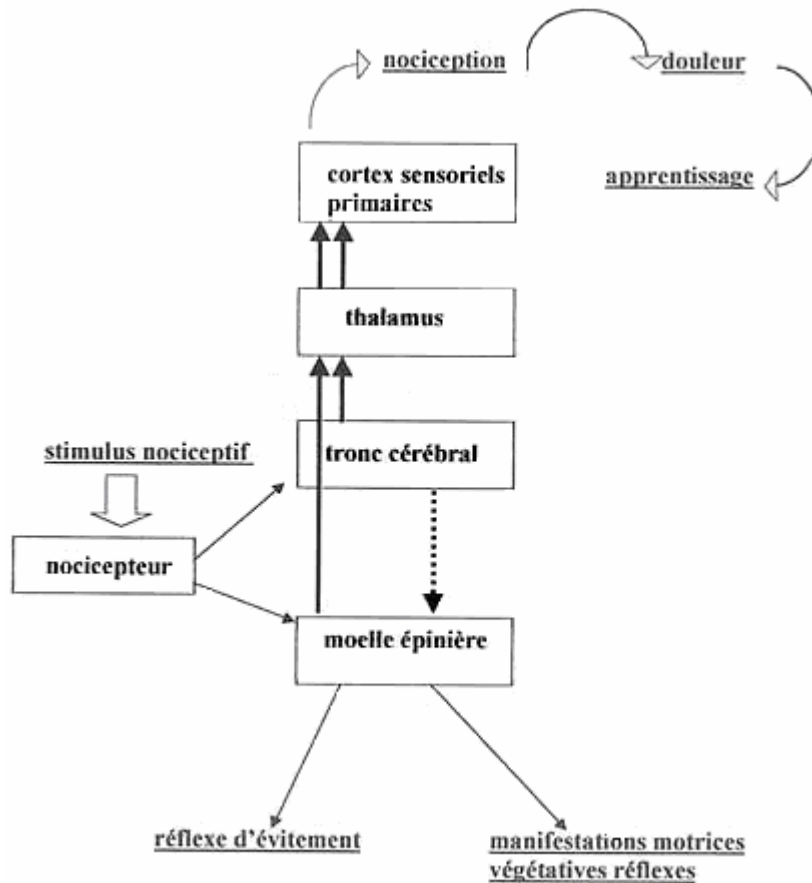 nociception
douleur
cortex sensoriels
primaires
apprentissage
thalamus
stimulus nociceptif
tronc cérébral
nocicepteur
moelle épinière
réflexe d'évitement
manifestations motrices
végétatives réflexes